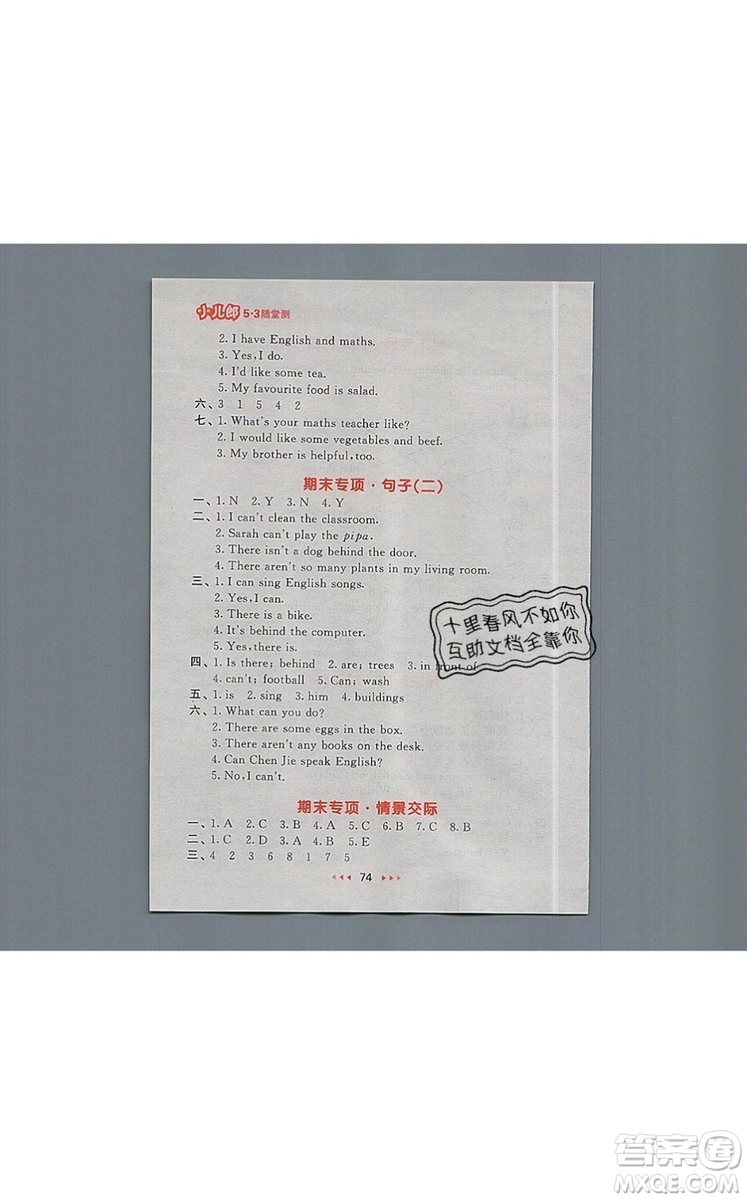 小儿郎 5·3随堂测
2. I have English and maths.
3. Yes, I do.
4. I'd like some tea.
5. My favourite food is salad.
六、3 1 5 4 2
七、1. What's your maths teacher like?
2. I would like some vegetables and beef.
3. My brother is helpful, too.
期末专项·句子(二)
一、1. N 2. Y 3. N 4. Y
二、1. I can't clean the classroom.
2. Sarah can't play the pipa.
3. There isn't a dog behind the door.
4. There aren't so many plants in my living room.
三、1. I can sing English songs.
2. Yes, I can.
3. There is a bike.
4. It's behind the computer.
5. Yes, there is.
四、1. Is there; behind 2. are; trees 3. in front of
4. can't; football 5. Can; wash
五、1. is 2. sing 3. him 4. buildings
六、1. What can you do?
2. There are some eggs in the box.
3. There aren't any books on the desk.
4. Can Chen Jie speak English?
5. No, I can't.
期末专项·情景交际
一、1. A 2. C 3. B 4. A 5. C 6. B 7. C 8. B
二、1. C 2. D 3. A 4. B 5. E
三、4 2 3 6 8 1 7 5
74
十里春风不如你
互助文档全靠你
答案圈
MXQE.COM